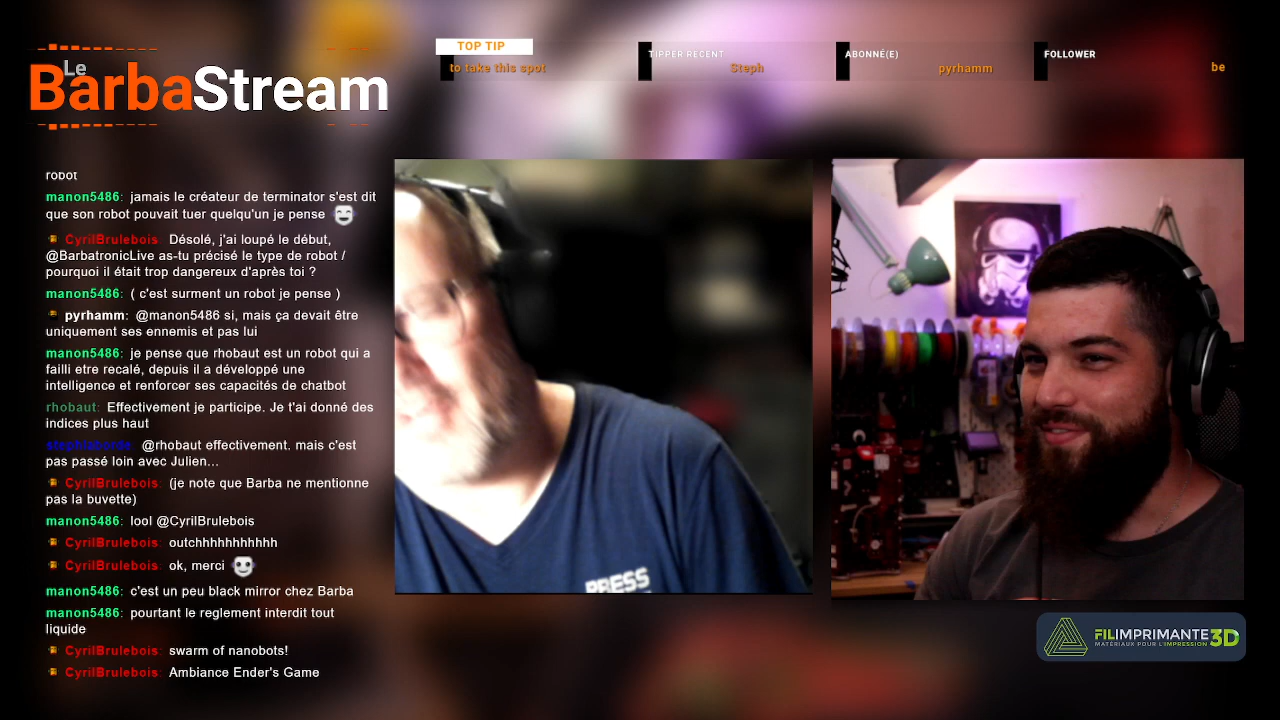 Le
BarbaStream
TOP TIP
to take this spot
TIPPER RECENT
Steph
ABONNÉ(E)
pyrhamm
FOLLOWER
be
robot
manon5486: jamais le créateur de terminator s'est dit
que son robot pouvait tuer quelqu'un je pense
CyrilBrulebois: Désolé, j'ai loupé le début,
@BarbatronicLive as-tu précisé le type de robot /
pourquoi il était trop dangereux d'après toi ?
manon5486: ( c'est surment un robot je pense )
pyrhamm: @manon5486 si, mais ça devait être
uniquement ses ennemis et pas lui
manon5486: je pense que rhobaut est un robot qui a
failli etre recalé, depuis il a développé une
intelligence et renforcer ses capacités de chatbot
rhobaut: Effectivement je participe. Je t'ai donné des
indices plus haut
stephlaborde: @rhobaut effectivement. mais c'est
pas passé loin avec Julien...
CyrilBrulebois: (je note que Barba ne mentionne
pas la buvette)
manon5486: lool @CyrilBrulebois
CyrilBrulebois: outchhhhhhhhhhh
CyrilBrulebois: ok, merci
manon5486: c'est un peu black mirror chez Barba
manon5486: pourtant le reglement interdit tout
liquide
CyrilBrulebois: swarm of nanobots!
CyrilBrulebois: Ambiance Ender's Game
PRESS
FILIMPRIMANTE3D
MATÉRIAUX POUR L'IMPRESSION